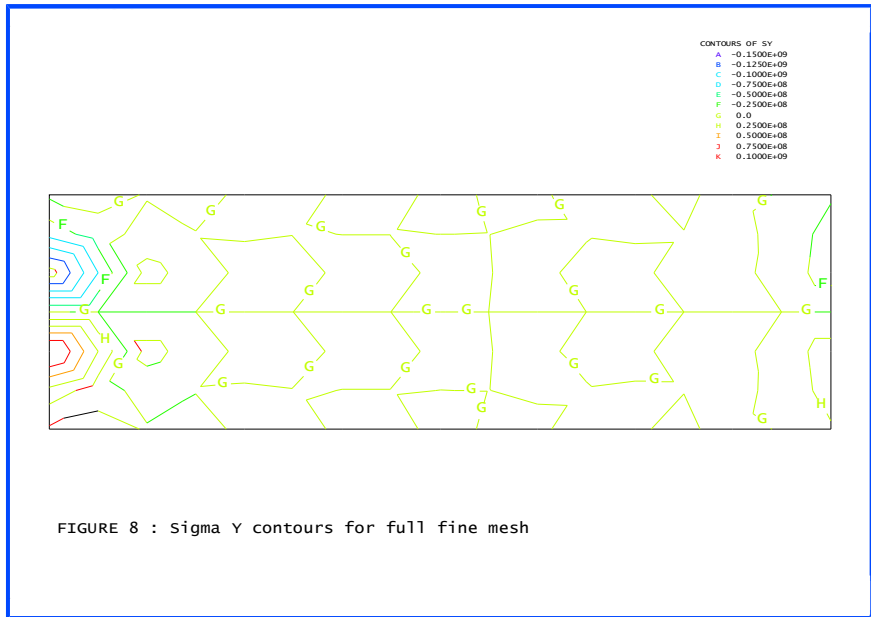 CONTOURS OF SY
A -0.1500E+09
B -0.1250E+09
C -0.1000E+09
D -0.7500E+08
E -0.5000E+08
F -0.2500E+08
G 0.0
H 0.2500E+08
I 0.5000E+08
J 0.7500E+08
K 0.1000E+09
G G G G G
F G G
F G G
G G G G G G F
H
G G G G
G G G G H
G G
FIGURE 8 : Sigma Y contours for full fine mesh